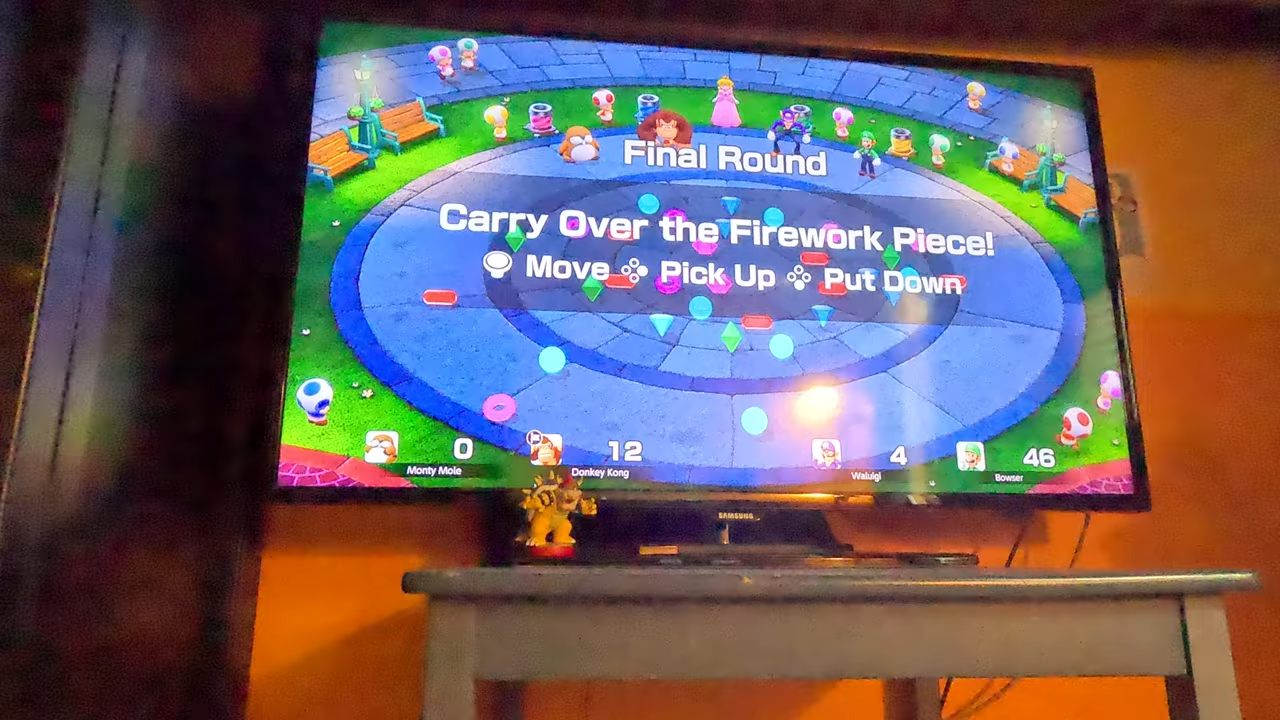 Final Round
Carry Over the Firework Piece!
Move Pick Up Put Down
0 12 4 46
Monty Mole Donkey Kong Waluigi Bowser
SAMSUNG